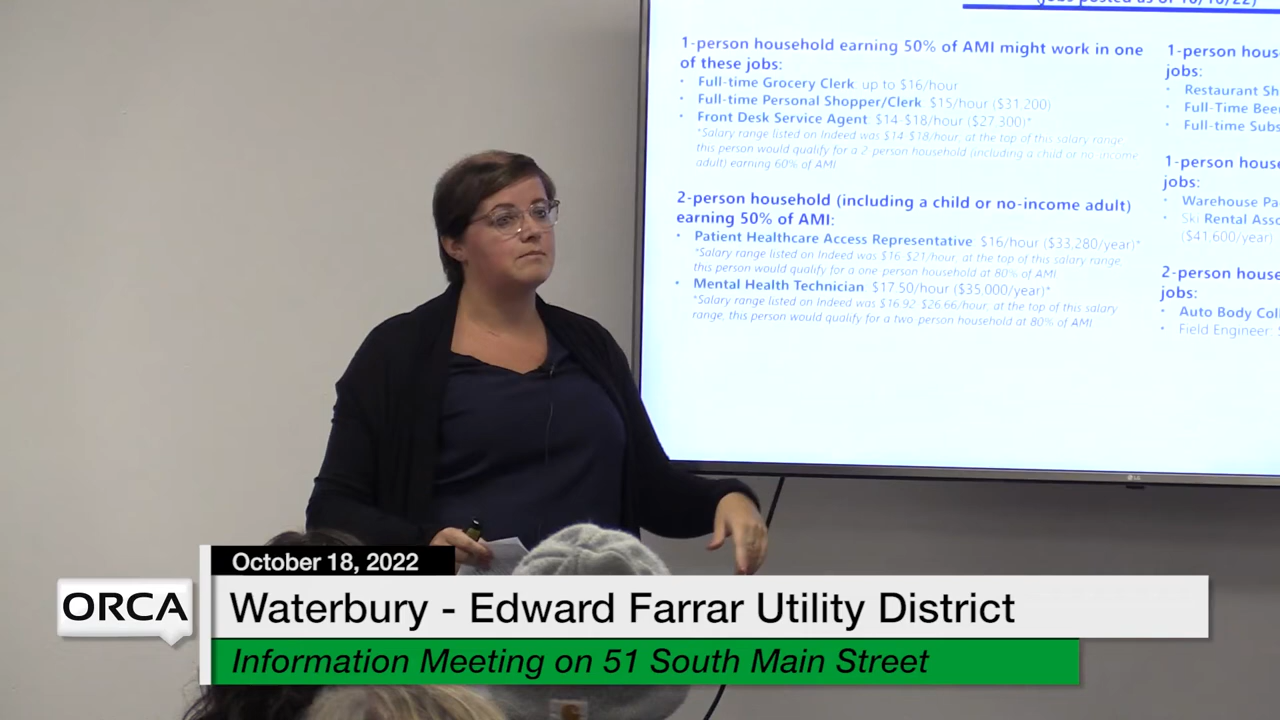 (jobs posted as of 10/10/22)
1-person household earning 50% of AMI might work in one
of these jobs:
• Full-time Grocery Clerk up to $16/hour
• Full-time Personal Shopper/Clerk $15/hour ($31,200)
• Front Desk Service Agent $14-$18/hour ($27,300)*
*Salary range listed on Indeed was $14-$18/hour, at the top of this salary range
this person would qualify for a 2-person household (including a child or no-income
adult) earning 60% of AMI
2-person household (including a child or no-income adult)
earning 50% of AMI:
• Patient Healthcare Access Representative $16/hour ($33,280/year)*
*Salary range listed on Indeed was $16-$21/hour, at the top of this salary range,
this person would qualify for a one-person household at 80% of AMI
• Mental Health Technician $17.50/hour ($35,000/year)*
*Salary range listed on Indeed was $16.92-$26.66/hour, at the top of this salary
range, this person would qualify for a two-person household at 80% of AMI
1-person hous
jobs:
• Restaurant Sh
• Full-Time Bee
• Full-time Subs
1-person house
jobs:
• Warehouse Pa
• Ski Rental Asso
($41,600/year)
2-person house
jobs:
• Auto Body Coll
• Field Engineer: $
LG
October 18, 2022
ORCA
Waterbury - Edward Farrar Utility District
Information Meeting on 51 South Main Street